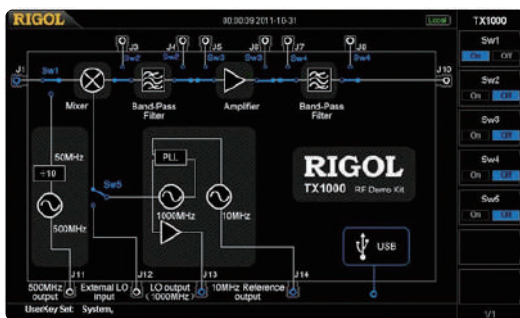 RIGOL 00:00:09 2011-10-31 Local TX1000
Sw1
On Off
Sw2
On Off
Sw3
On Off
Sw4
On Off
Sw5
On Off
J3 J4 J5 J6 J7 J8
Sw2 Sw2 Sw3 Sw3 Sw4 Sw4
J1 Sw1 J10
Mixer Band-Pass Filter Amplifier Band-Pass Filter
50MHz
÷10
500MHz
Sw5
PLL
1000MHz 10MHz
RIGOL
TX1000 RF Demo Kit
USB
J11 J12 J13 J14
500MHz output External LO input LO output (1000MHz) 10MHz Reference output
UserKey Set: System,
1/1